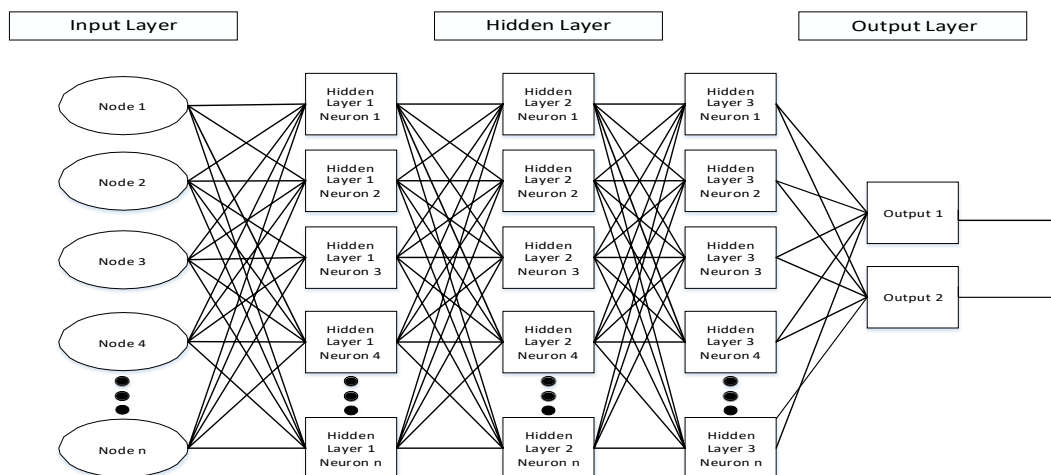 Input Layer
Hidden Layer
Output Layer
Node 1
Node 2
Node 3
Node 4
Node n
Hidden
Layer 1
Neuron 1
Hidden
Layer 1
Neuron 2
Hidden
Layer 1
Neuron 3
Hidden
Layer 1
Neuron 4
Hidden
Layer 1
Neuron n
Hidden
Layer 2
Neuron 1
Hidden
Layer 2
Neuron 2
Hidden
Layer 2
Neuron 3
Hidden
Layer 2
Neuron 4
Hidden
Layer 2
Neuron n
Hidden
Layer 3
Neuron 1
Hidden
Layer 3
Neuron 2
Hidden
Layer 3
Neuron 3
Hidden
Layer 3
Neuron 4
Hidden
Layer 3
Neuron n
Output 1
Output 2